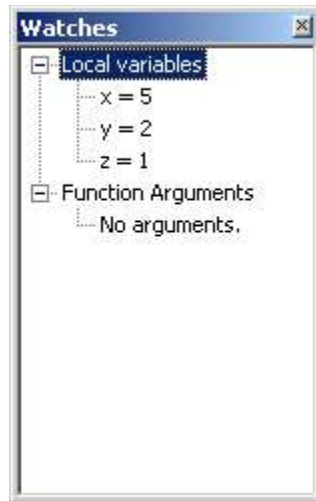 Watches
Local variables
x = 5
y = 2
z = 1
Function Arguments
No arguments.